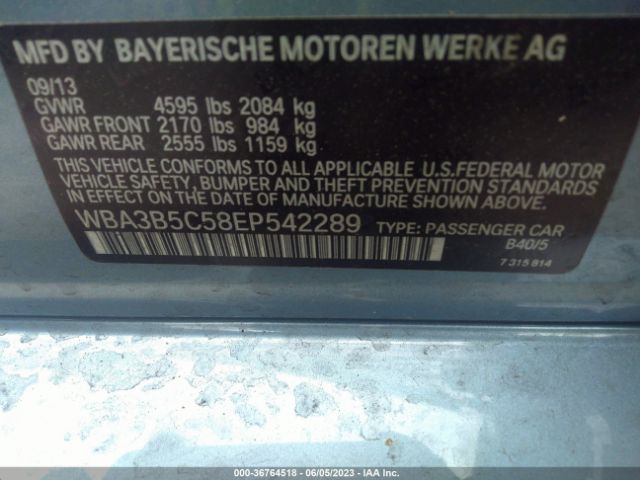 MFD BY BAYERISCHE MOTOREN WERKE AG
09/13
GVWR 4595 lbs 2084 kg
GAWR FRONT 2170 lbs 984 kg
GAWR REAR 2555 lbs 1159 kg
THIS VEHICLE CONFORMS TO ALL APPLICABLE U.S.FEDERAL MOTOR
VEHICLE SAFETY, BUMPER AND THEFT PREVENTION STANDARDS
IN EFFECT ON THE DATE OF MANUFACTURE SHOWN ABOVE.
WBA3B5C58EP542289 TYPE: PASSENGER CAR
B40/5
7 315 814
000-36764518 - 06/05/2023 - IAA Inc.